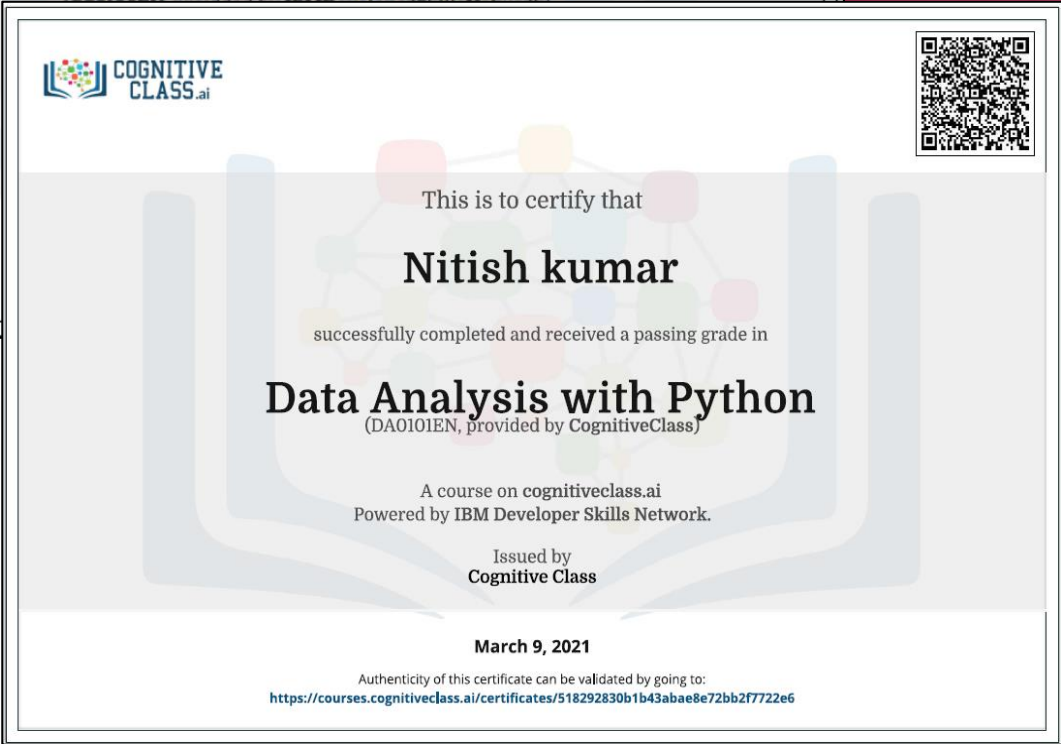 COGNITIVE
CLASS.ai
This is to certify that
Nitish kumar
successfully completed and received a passing grade in
Data Analysis with Python
(DA0101EN, provided by CognitiveClass)
A course on cognitiveclass.ai
Powered by IBM Developer Skills Network.
Issued by
Cognitive Class
March 9, 2021
Authenticity of this certificate can be validated by going to:
https://courses.cognitiveclass.ai/certificates/518292830b1b43abae8e72bb2f7722e6